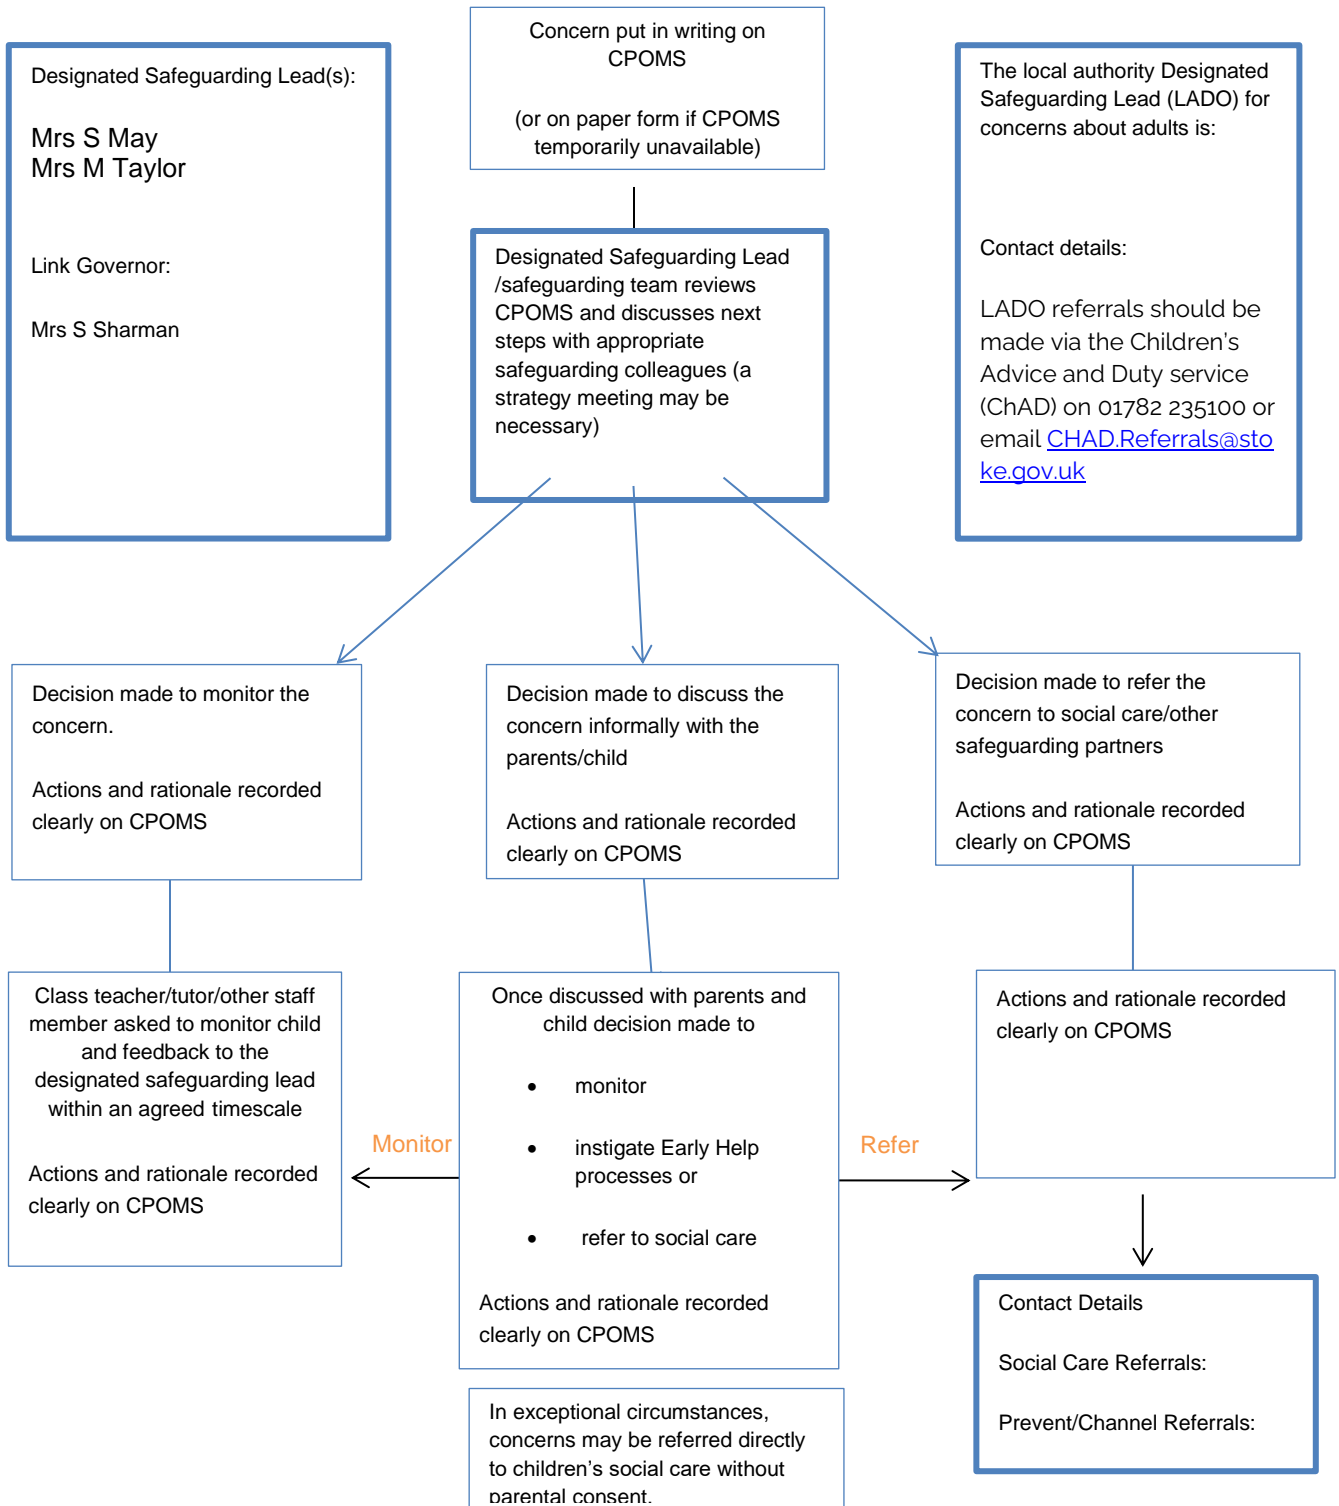 Concern put in writing on
CPOMS
(or on paper form if CPOMS
temporarily unavailable)
Designated Safeguarding Lead(s):
Mrs S May
Mrs M Taylor
Link Governor:
Mrs S Sharman
Designated Safeguarding Lead
/safeguarding team reviews
CPOMS and discusses next
steps with appropriate
safeguarding colleagues (a
strategy meeting may be
necessary)
The local authority Designated
Safeguarding Lead (LADO) for
concerns about adults is:
Contact details:
LADO referrals should be
made via the Children’s
Advice and Duty service
(ChAD) on 01782 235100 or
email CHAD.Referrals@sto
ke.gov.uk
Decision made to monitor the
concern.
Actions and rationale recorded
clearly on CPOMS
Decision made to discuss the
concern informally with the
parents/child
Actions and rationale recorded
clearly on CPOMS
Decision made to refer the
concern to social care/other
safeguarding partners
Actions and rationale recorded
clearly on CPOMS
Class teacher/tutor/other staff
member asked to monitor child
and feedback to the
designated safeguarding lead
within an agreed timescale
Actions and rationale recorded
clearly on CPOMS
Monitor
Once discussed with parents and
child decision made to
• monitor
• instigate Early Help
processes or
• refer to social care
Actions and rationale recorded
clearly on CPOMS
Refer
Actions and rationale recorded
clearly on CPOMS
Contact Details
Social Care Referrals:
Prevent/Channel Referrals:
In exceptional circumstances,
concerns may be referred directly
to children’s social care without
parental consent.